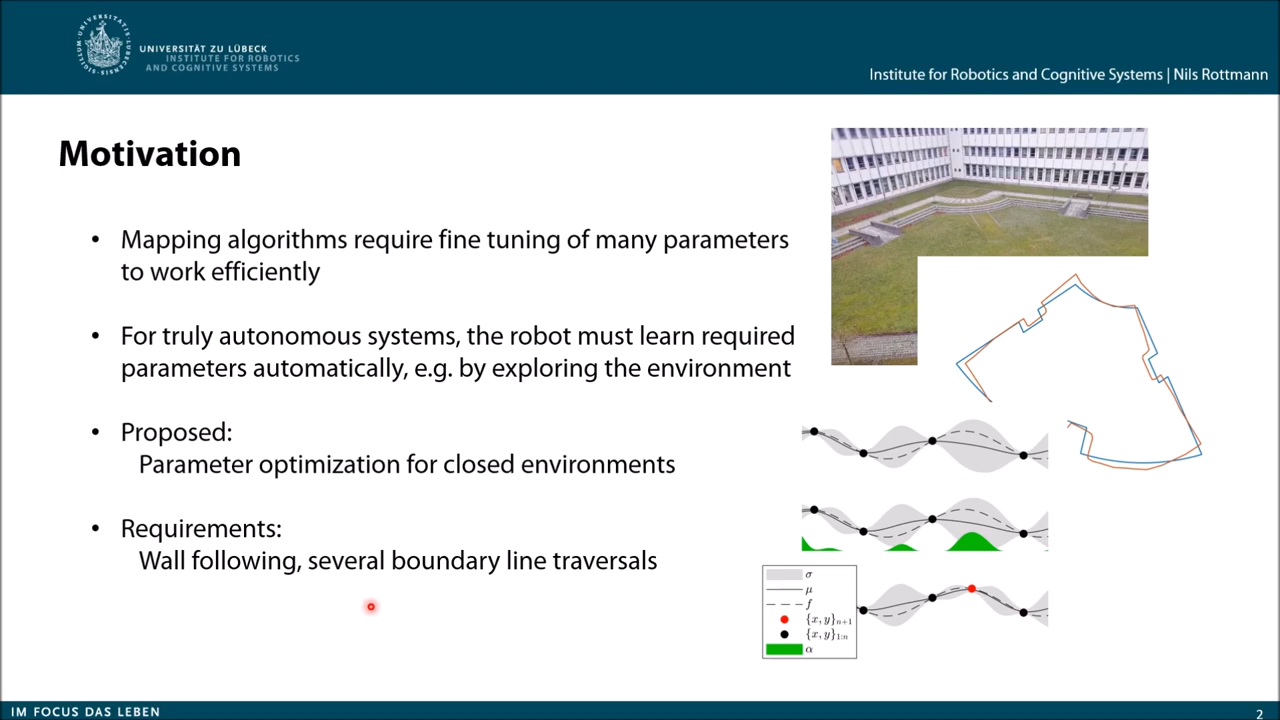 UNIVERSITÄT ZU LÜBECK
INSTITUTE FOR ROBOTICS
AND COGNITIVE SYSTEMS
Institute for Robotics and Cognitive Systems | Nils Rottmann
Motivation
• Mapping algorithms require fine tuning of many parameters
to work efficiently
• For truly autonomous systems, the robot must learn required
parameters automatically, e.g. by exploring the environment
• Proposed:
Parameter optimization for closed environments
• Requirements:
Wall following, several boundary line traversals
σ
μ
f
{x, y}n+1
{x, y}1:n
α
IM FOCUS DAS LEBEN
2